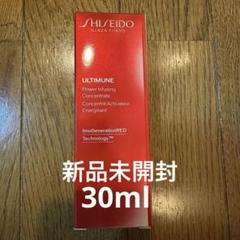 SHISEIDO
GINZA TOKYO
ULTIMUNE
Power Infusing
Concentrate
Concentré Activateur
Énergisant
ImuGenerationRED
Technology™
新品未開封
30ml